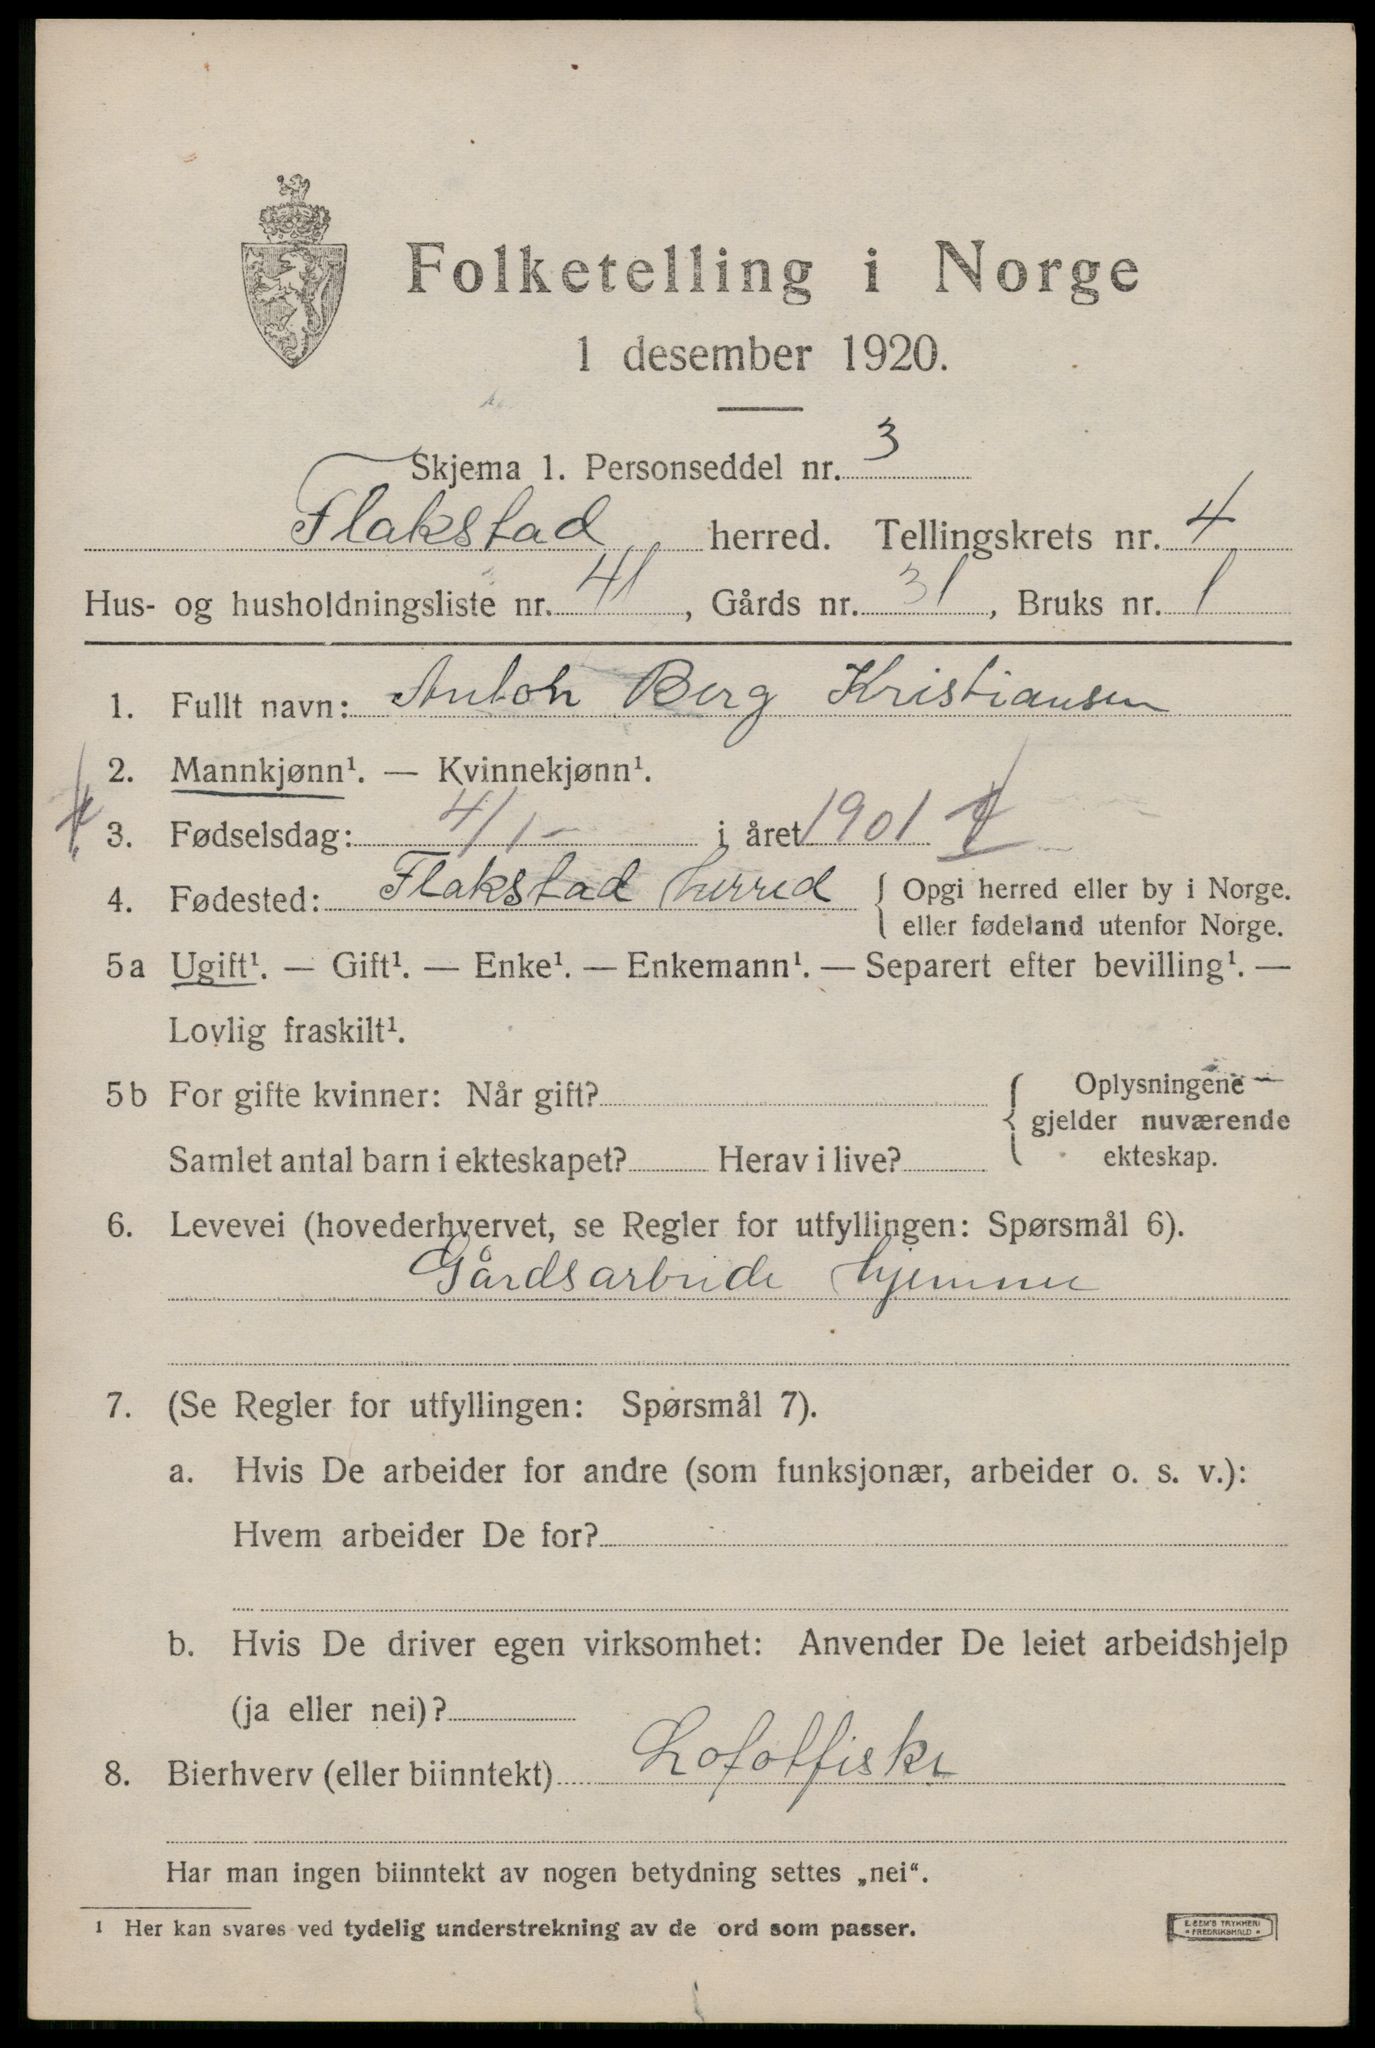 Folketelling i Norge
1 desember 1920.
Skjema 1. Personseddel nr. 3
Flakstad herred. Tellingskrets nr. 4
Hus- og husholdningsliste nr. 41, Gårds nr. 31, Bruks nr. 1
1. Fullt navn: Anton Berg Kristiansen
2. Mannkjønn¹. — Kvinnekjønn¹.
3. Fødselsdag: 4/1- i året 1901
4. Fødested: Flakstad herred { Opgi herred eller by i Norge.
eller fødeland utenfor Norge.
5a Ugift¹. — Gift¹. — Enke¹. — Enkemann¹. — Separert efter bevilling¹. —
Lovlig fraskilt¹.
5b For gifte kvinner: Når gift? { Oplysningene
gjelder nuværende
Samlet antal barn i ekteskapet? Herav i live? ekteskap.
6. Levevei (hovederhvervet, se Regler for utfyllingen: Spørsmål 6).
Gårdsarbeide hjemme
7. (Se Regler for utfyllingen: Spørsmål 7).
a. Hvis De arbeider for andre (som funksjonær, arbeider o. s. v.):
Hvem arbeider De for?
b. Hvis De driver egen virksomhet: Anvender De leiet arbeidshjelp
(ja eller nei)?
8. Bierhverv (eller biinntekt) Lofotfiske
Har man ingen biinntekt av nogen betydning settes „nei“.
¹ Her kan svares ved tydelig understrekning av de ord som passer.
E. SEM'S TRYKKERI
FREDRIKSHALD